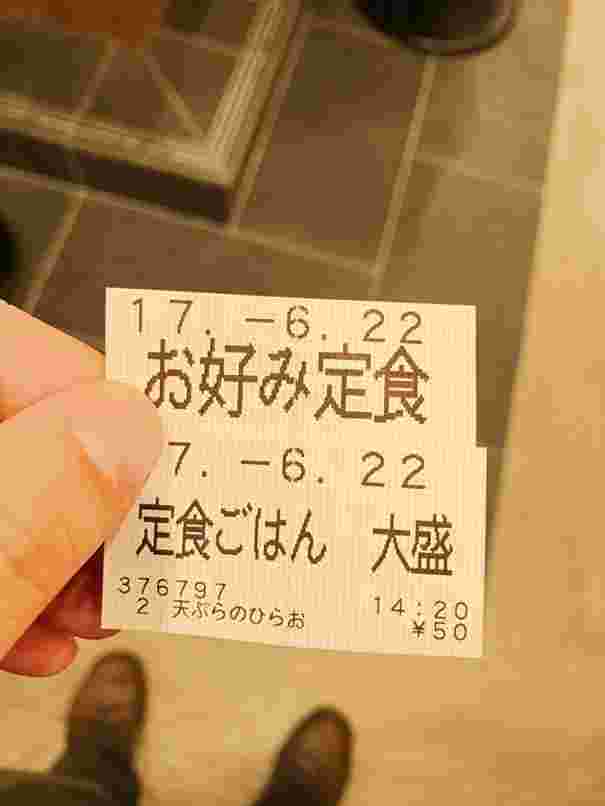 17.-6.22
お好み定食
7.-6.22
定食ごはん 大盛
376797 14:20
2 天ぷらのひらお ¥50